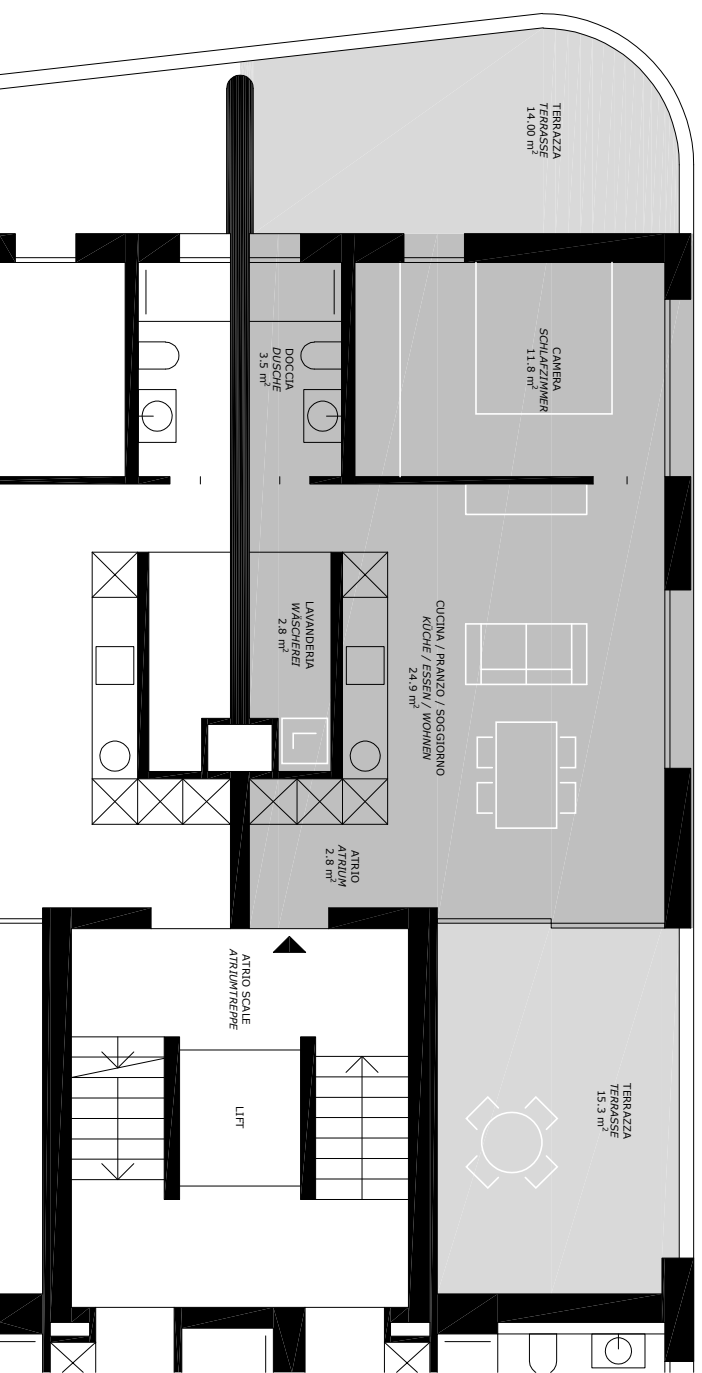 TERRAZZA
TERRASSE
14.00 m²
CAMERA
SCHLAFZIMMER
11.8 m²
DOCCIA
DUSCHE
3.5 m²
LAVANDERIA
WÄSCHEREI
2.8 m²
CUCINA / PRANZO / SOGGIORNO
KÜCHE / ESSEN / WOHNEN
24.9 m²
ATRIO
ATRIUM
2.8 m²
ATRIO SCALE
ATRIUMTREPPE
LIFT
TERRAZZA
TERRASSE
15.3 m²